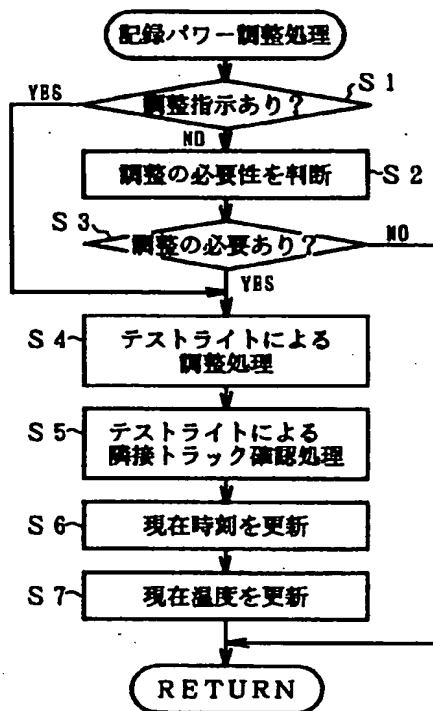 記録パワー調整処理
S1
YES
調整指示あり？
NO
調整の必要性を判断
S2
S3
調整の必要あり？
NO
YES
S4
テストライトによる
調整処理
S5
テストライトによる
隣接トラック確認処理
S6
現在時刻を更新
S7
現在温度を更新
RETURN